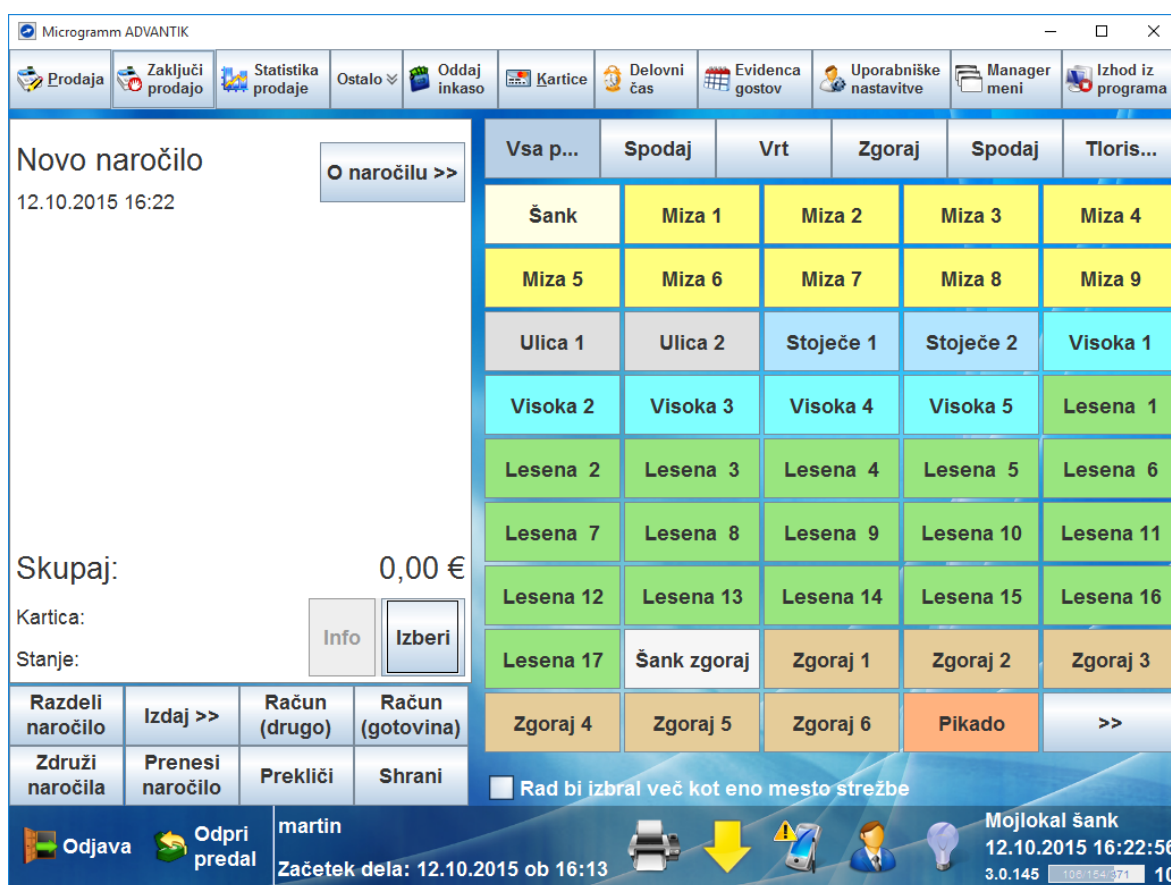 Microgramm ADVANTIK
Prodaja
Zaključi
prodajo
Statistika
prodaje
Ostalo
Oddaj
inkaso
Kartice
Delovni
čas
Evidenca
gostov
Uporabniške
nastavitve
Manager
meni
Izhod iz
programa
Novo naročilo
O naročilu >>
12.10.2015 16:22
Skupaj: 0,00 €
Kartica:
Stanje:
Info
Izberi
Razdeli
naročilo
Izdaj >>
Račun
(drugo)
Račun
(gotovina)
Združi
naročila
Prenesi
naročilo
Prekliči
Shrani
Vsa p... Spodaj Vrt Zgoraj Spodaj Tloris...
Šank Miza 1 Miza 2 Miza 3 Miza 4
Miza 5 Miza 6 Miza 7 Miza 8 Miza 9
Ulica 1 Ulica 2 Stoječe 1 Stoječe 2 Visoka 1
Visoka 2 Visoka 3 Visoka 4 Visoka 5 Lesena 1
Lesena 2 Lesena 3 Lesena 4 Lesena 5 Lesena 6
Lesena 7 Lesena 8 Lesena 9 Lesena 10 Lesena 11
Lesena 12 Lesena 13 Lesena 14 Lesena 15 Lesena 16
Lesena 17 Šank zgoraj Zgoraj 1 Zgoraj 2 Zgoraj 3
Zgoraj 4 Zgoraj 5 Zgoraj 6 Pikado >>
Rad bi izbral več kot eno mesto strežbe
Odjava
Odpri
predal
martin
Začetek dela: 12.10.2015 ob 16:13
Mojlokal šank
12.10.2015 16:22:56
3.0.145